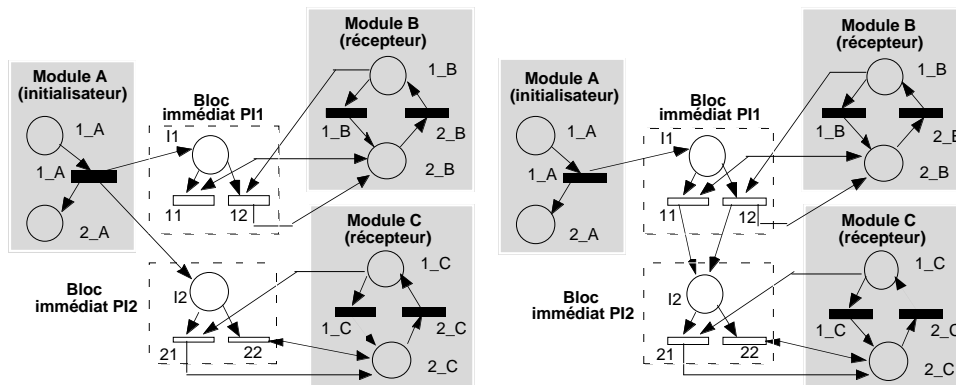 Module B
(récepteur)
1_B
1_B
2_B
2_B
Module A
(initialisateur)
1_A
1_A
2_A
Bloc
immédiat PI1
I1
11
12
Module C
(récepteur)
1_C
1_C
2_C
2_C
Bloc
immédiat PI2
I2
21
22
Module B
(récepteur)
1_B
1_B
2_B
2_B
Module A
(initialisateur)
1_A
1_A
2_A
Bloc
immédiat PI1
I1
11
12
Module C
(récepteur)
1_C
1_C
2_C
2_C
Bloc
immédiat PI2
I2
21
22